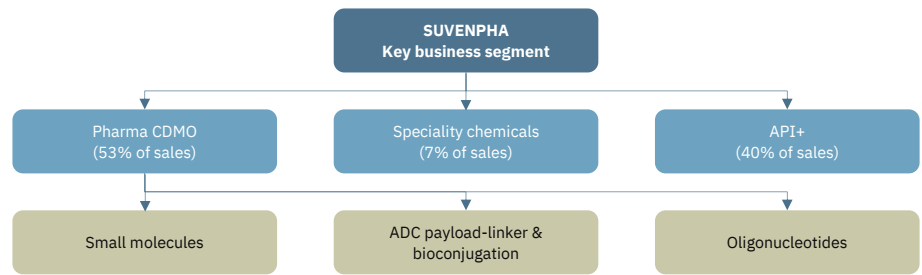 SUVENPHA
Key business segment
Pharma CDMO
(53% of sales)
Speciality chemicals
(7% of sales)
API+
(40% of sales)
Small molecules
ADC payload-linker &
bioconjugation
Oligonucleotides